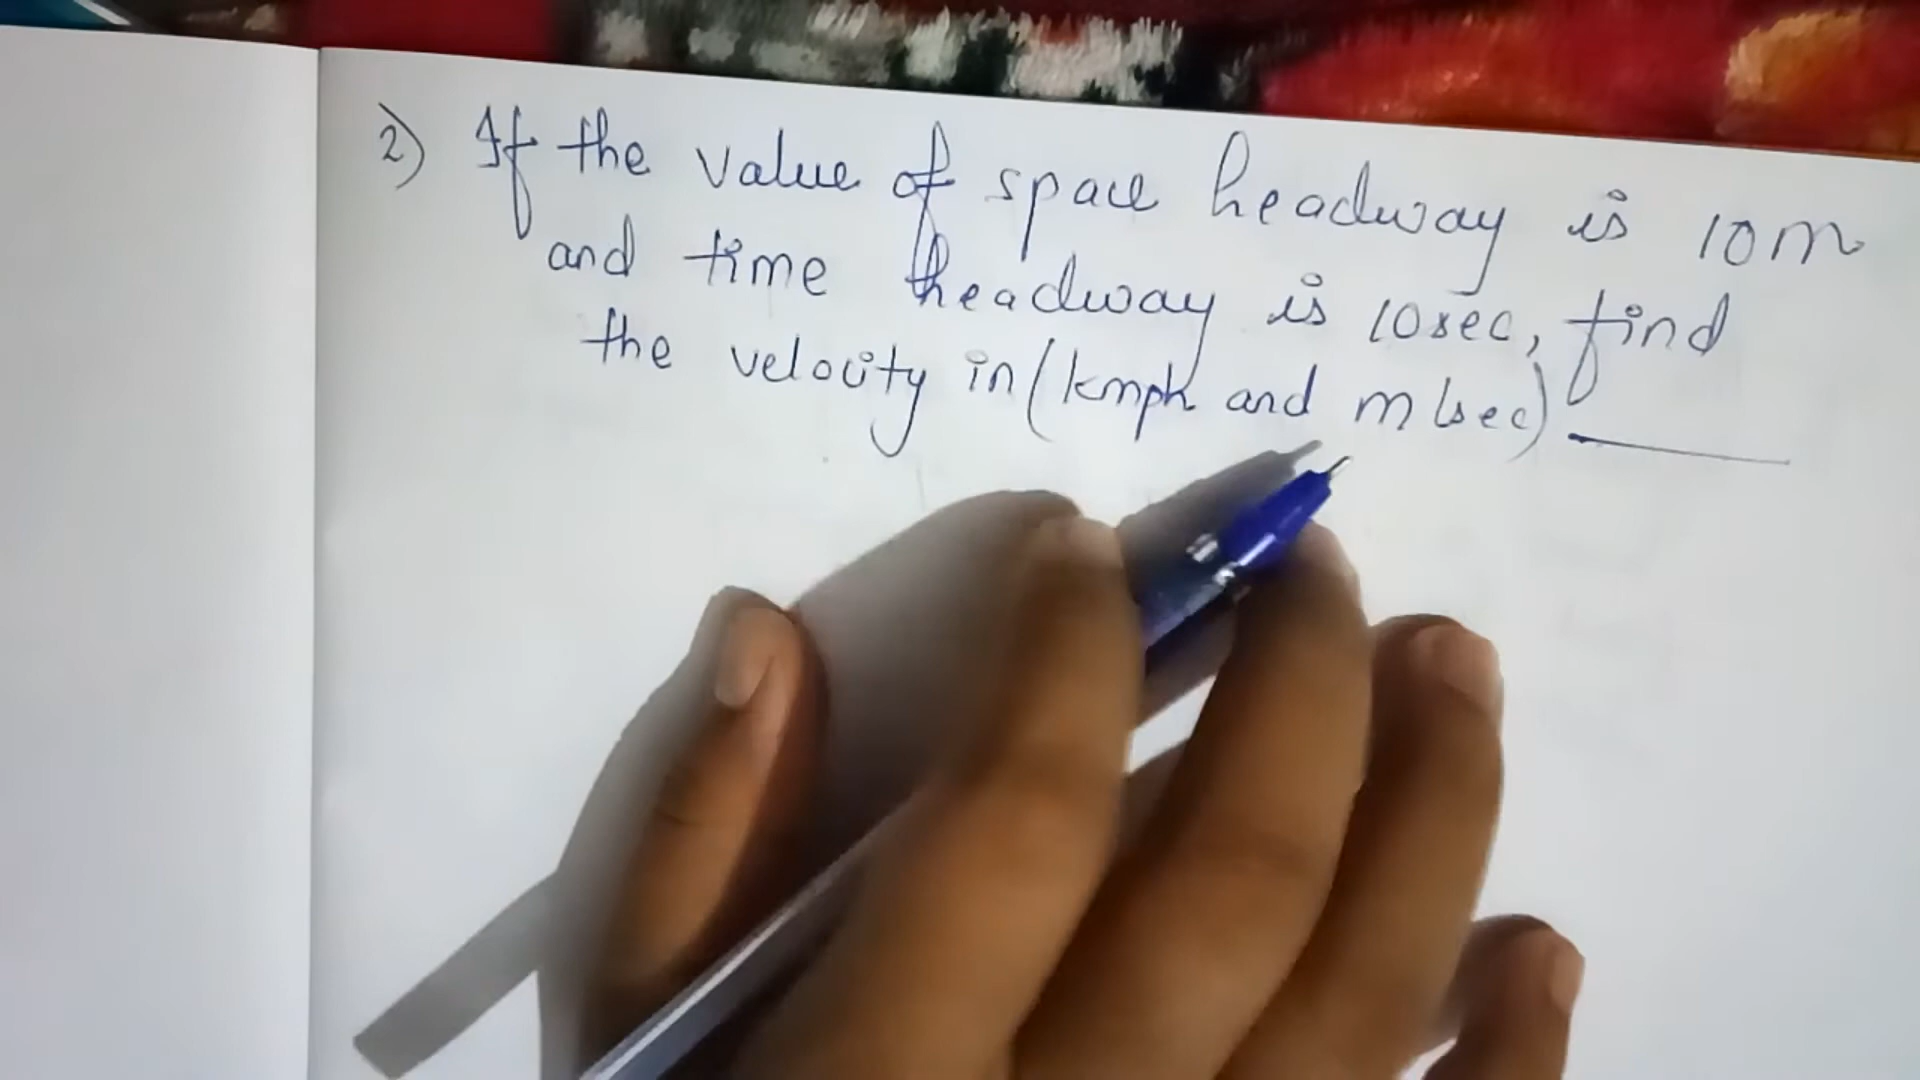 2) If the value of space headway is 10m
and time headway is 10sec, find
the velocity in (kmph and m/sec) ____